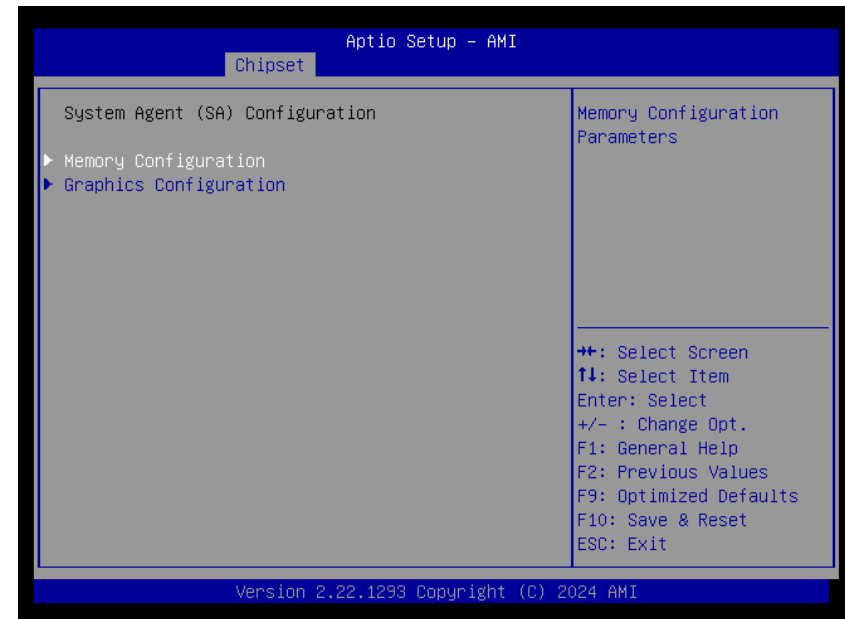 Aptio Setup – AMI
Chipset
System Agent (SA) Configuration
▶ Memory Configuration
▶ Graphics Configuration
Memory Configuration
Parameters
→←: Select Screen
↑↓: Select Item
Enter: Select
+/- : Change Opt.
F1: General Help
F2: Previous Values
F9: Optimized Defaults
F10: Save & Reset
ESC: Exit
Version 2.22.1293 Copyright (C) 2024 AMI